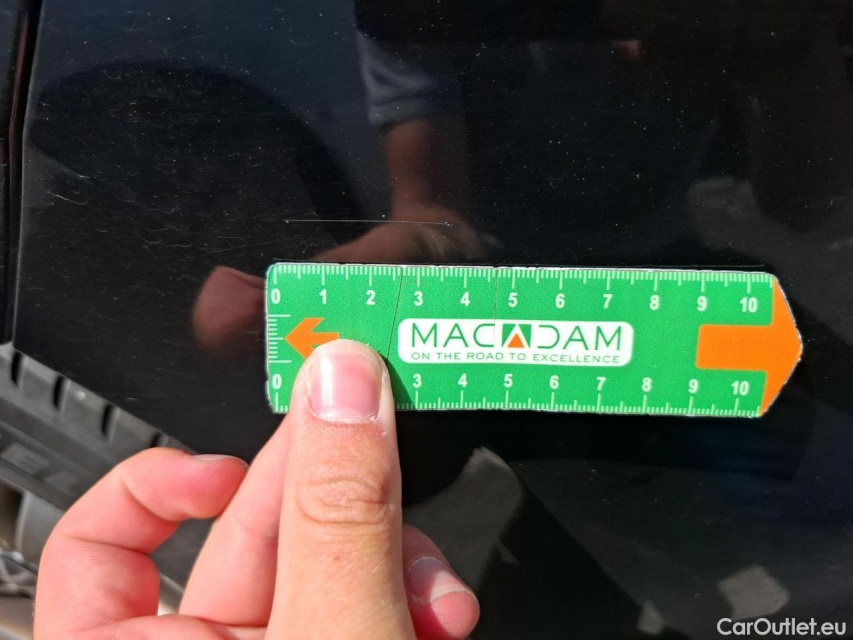 0 1 2 3 4 5 6 7 8 9 10
MACADAM
ON THE ROAD TO EXCELLENCE
0 3 4 5 6 7 8 9 10
CarOutlet.eu